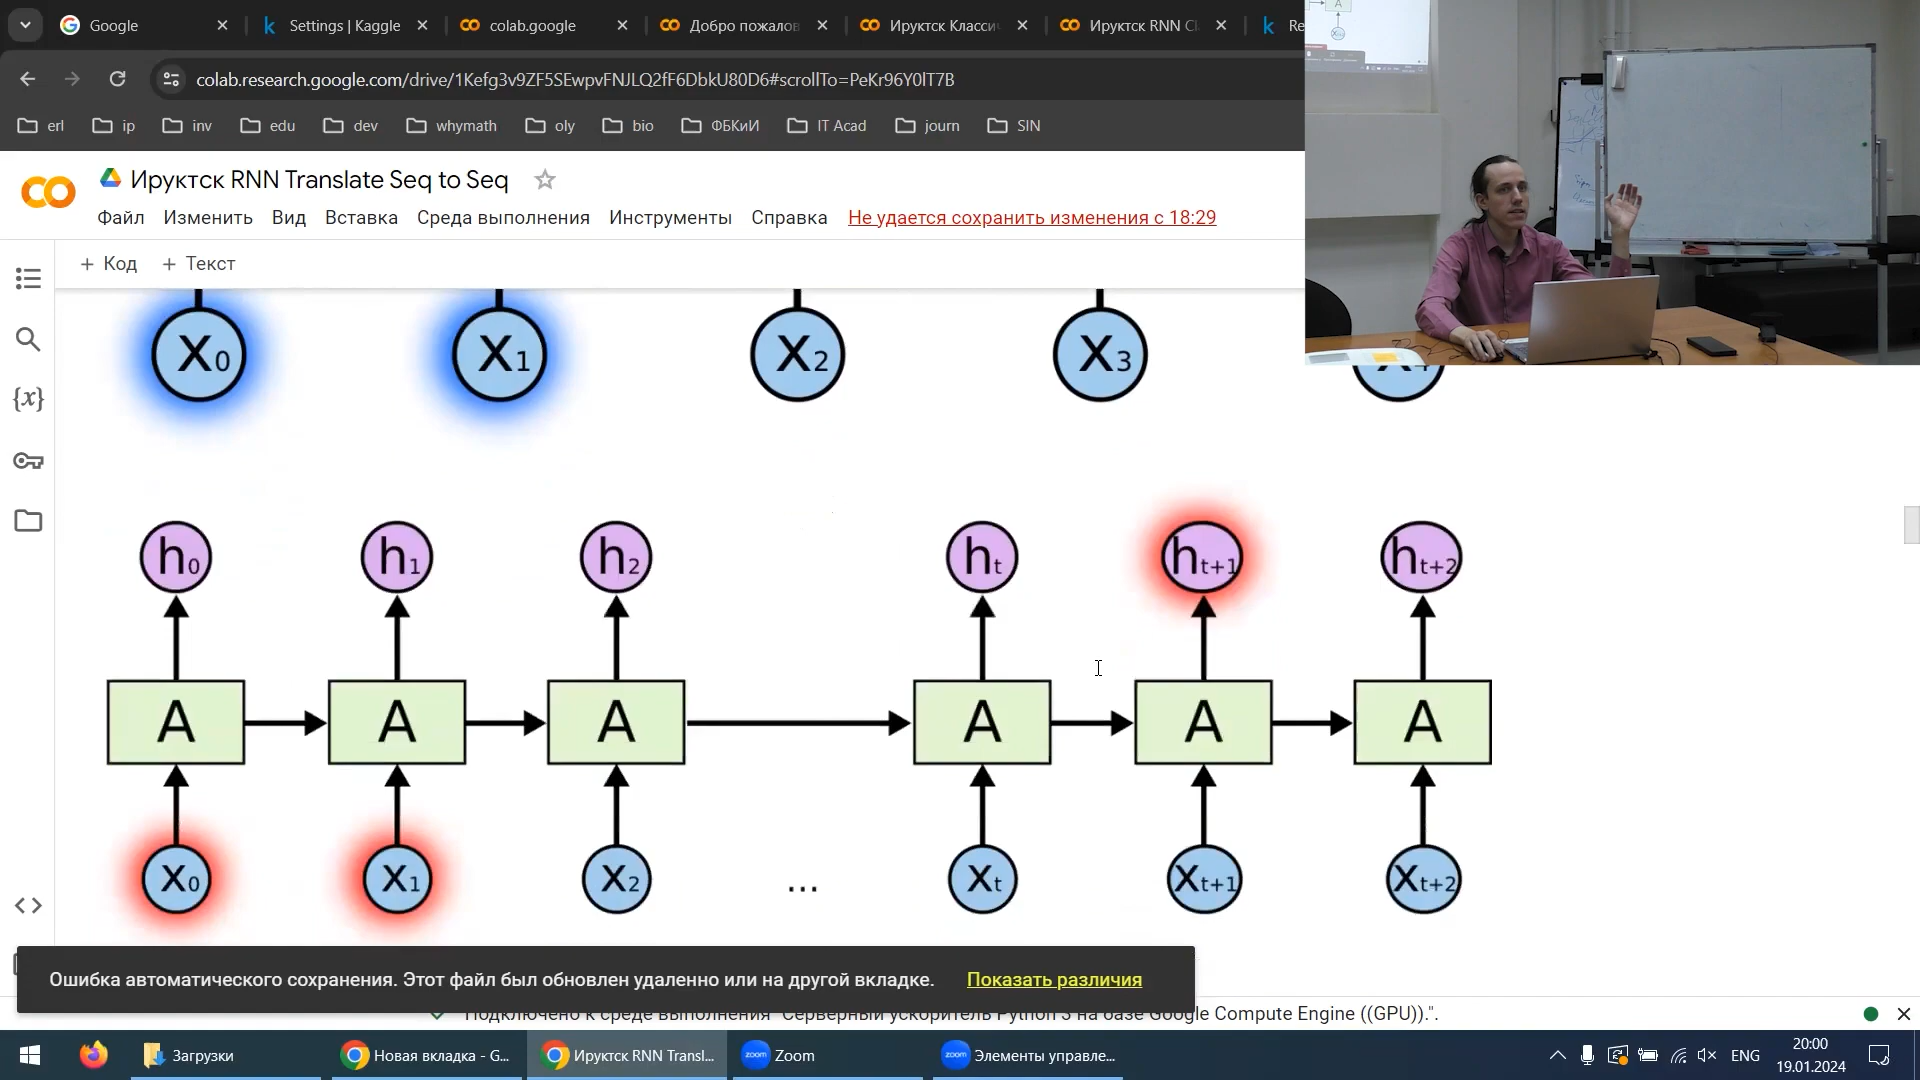 Google
Settings | Kaggle
colab.google
Добро пожалов
Ируктск Класси
Ируктск RNN Cl
Re
colab.research.google.com/drive/1Kefg3v9ZF5SEwpvFNJLQ2fF6DbkU80D6#scrollTo=PeKr96Y0lT7B
erl ip inv edu dev whymath oly bio ФБКиИ IT Acad journ SIN
Ируктск RNN Translate Seq to Seq
Файл Изменить Вид Вставка Среда выполнения Инструменты Справка Не удается сохранить изменения с 18:29
+ Код + Текст
X0 X1 X2 X3
h0 h1 h2 ht ht+1 ht+2
A A A A A A
X0 X1 X2 ... Xt Xt+1 Xt+2
Ошибка автоматического сохранения. Этот файл был обновлен удаленно или на другой вкладке. Показать различия
Подключено к среде выполнения "Серверный ускоритель Python 3 на базе Google Compute Engine ((GPU))".
Загрузки
Новая вкладка - G...
Ируктск RNN Transl...
zoom Zoom
zoom Элементы управле...
ENG
20:00
19.01.2024